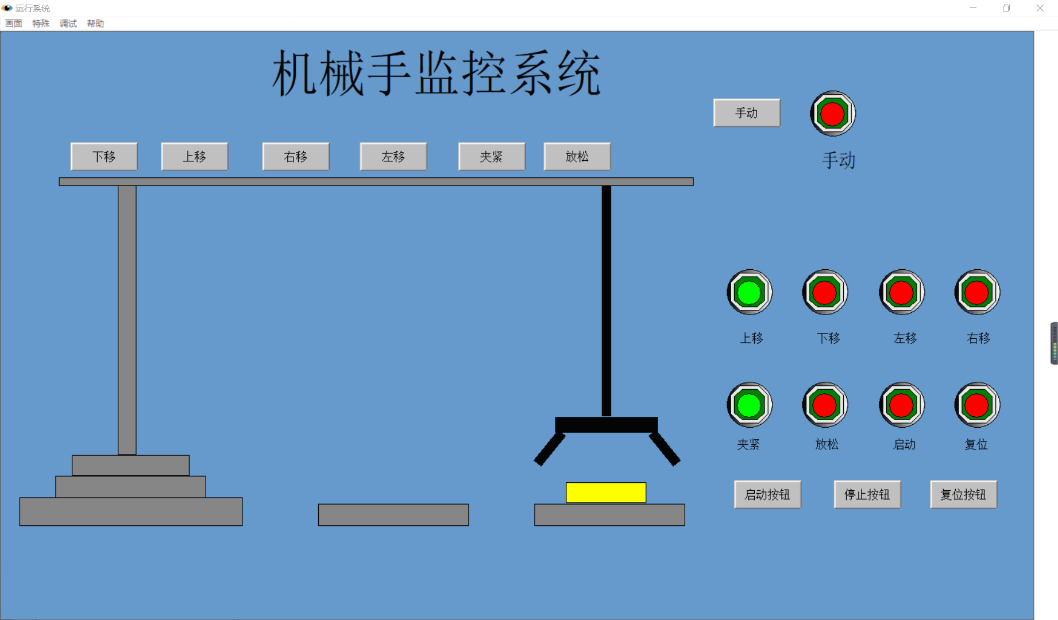 运行系统
画面 特殊 调试 帮助
机械手监控系统
手动
手动
下移 上移 右移 左移 夹紧 放松
上移 下移 左移 右移
夹紧 放松 启动 复位
启动按钮 停止按钮 复位按钮